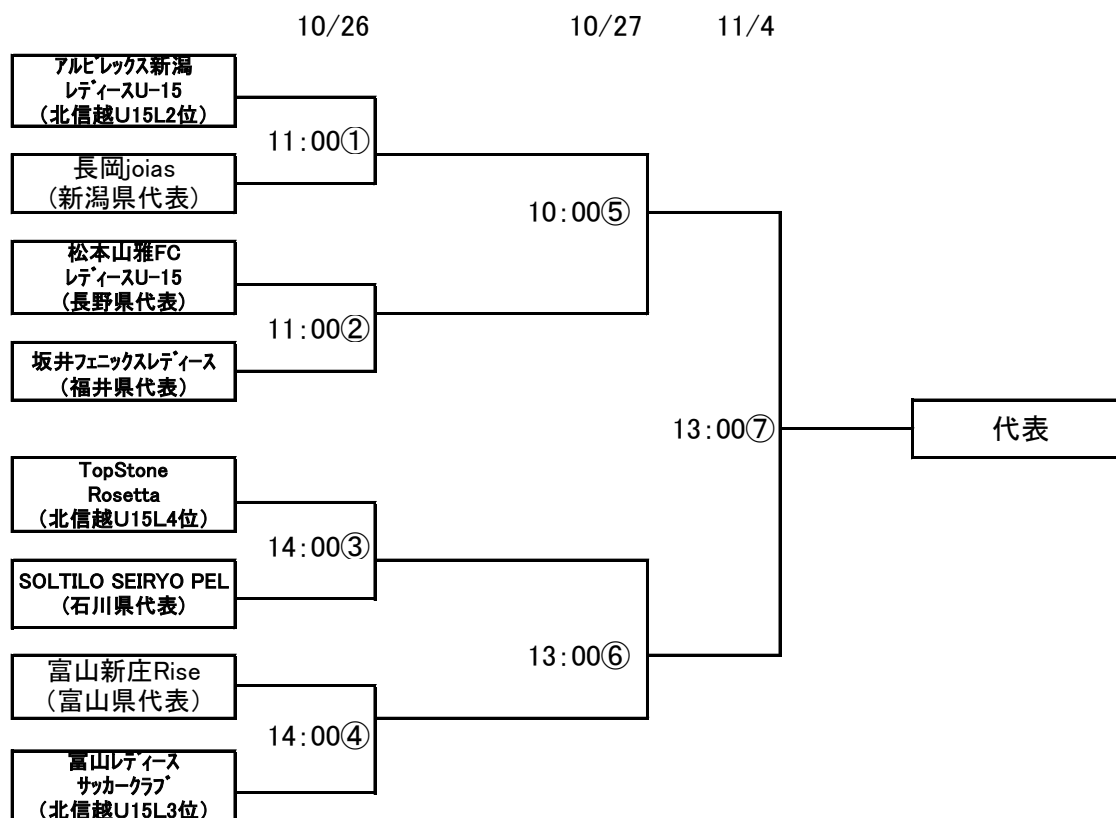 10/26 10/27 11/4
アルビレックス新潟
レディースU-15
(北信越U15L2位)
11:00①
長岡joias
(新潟県代表)
10:00⑤
松本山雅FC
レディースU-15
(長野県代表)
11:00②
坂井フェニックスレディース
(福井県代表)
13:00⑦
代表
TopStone
Rosetta
(北信越U15L4位)
14:00③
SOLTILO SEIRYO PEL
(石川県代表)
13:00⑥
富山新庄Rise
(富山県代表)
14:00④
富山レディース
サッカークラブ
(北信越U15L3位)